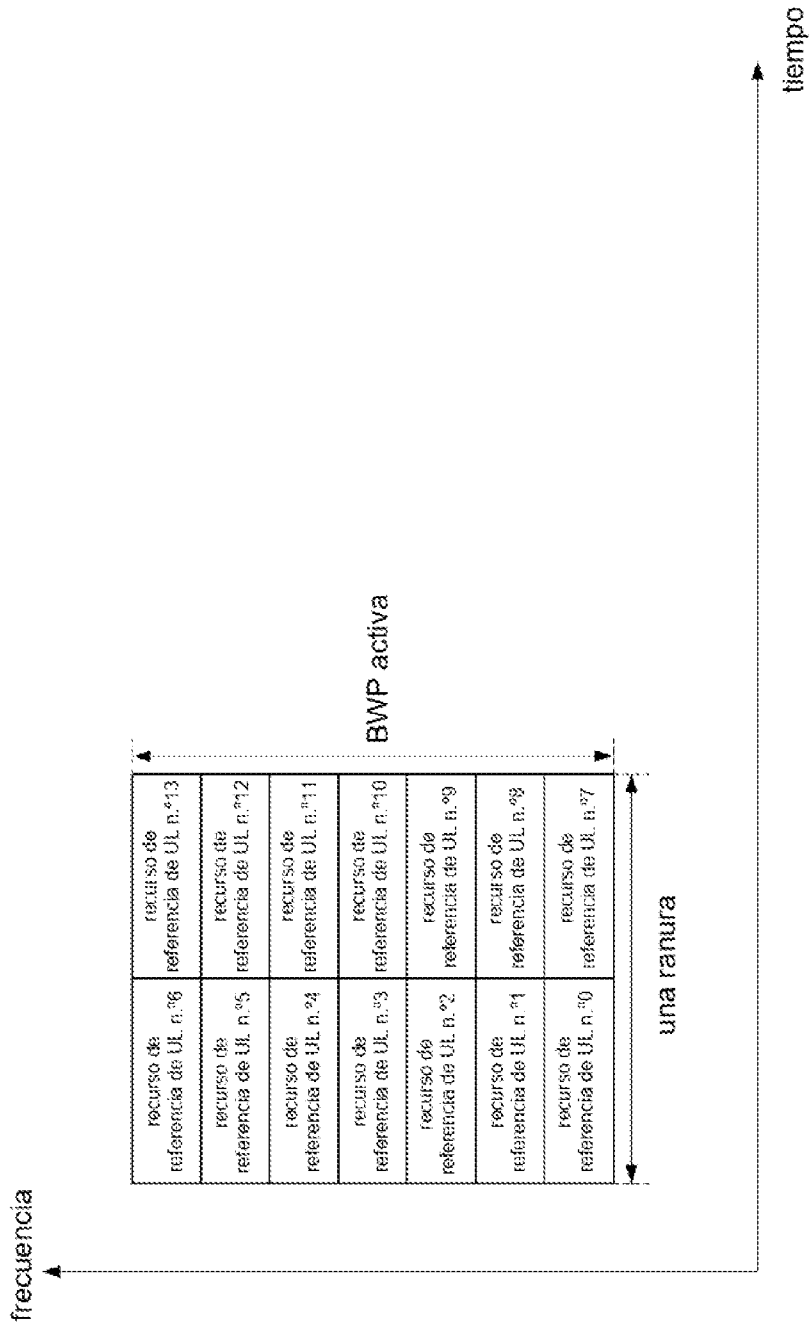 frecuencia
recurso de
referencia de UL n.º6
recurso de
referencia de UL n.º13
recurso de
referencia de UL n.º5
recurso de
referencia de UL n.º12
recurso de
referencia de UL n.º4
recurso de
referencia de UL n.º11
recurso de
referencia de UL n.º3
recurso de
referencia de UL n.º10
recurso de
referencia de UL n.º2
recurso de
referencia de UL n.º9
recurso de
referencia de UL n.º1
recurso de
referencia de UL n.º8
recurso de
referencia de UL n.º0
recurso de
referencia de UL n.º7
BWP activa
una ranura
tiempo